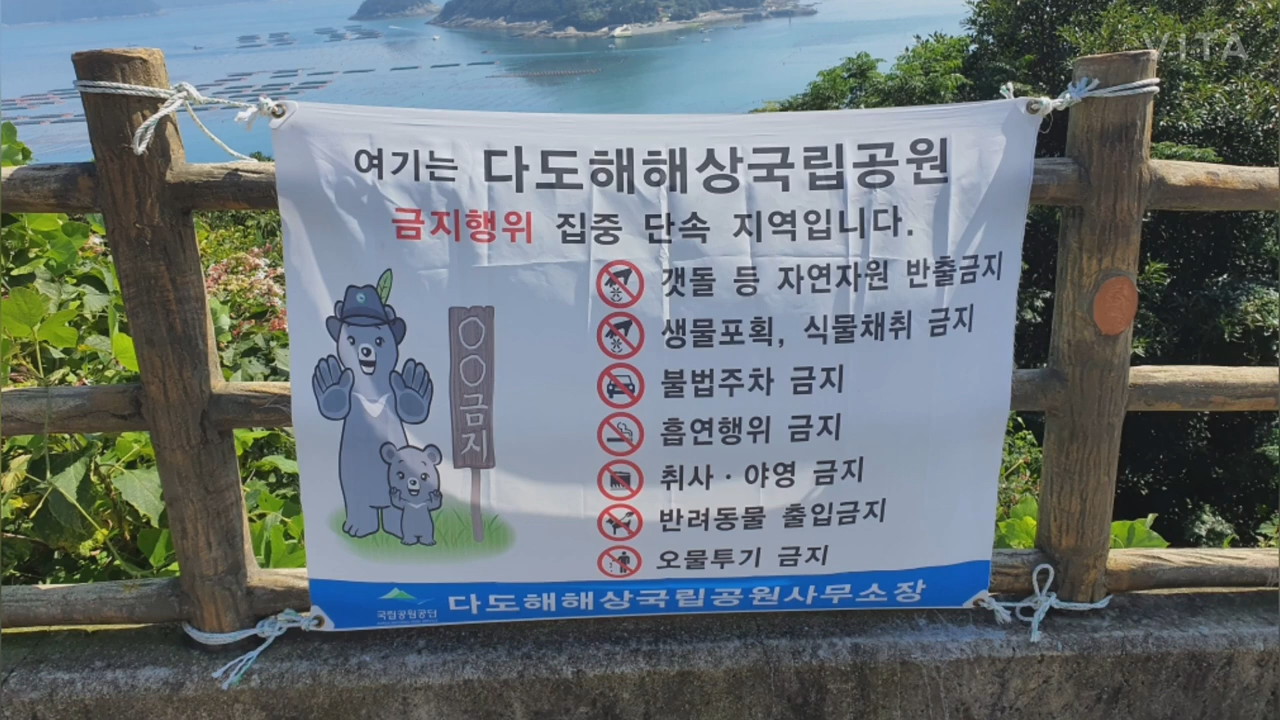 VITA
여기는 다도해해상국립공원
금지행위 집중 단속 지역입니다.
갯돌 등 자연자원 반출금지
생물포획, 식물채취 금지
불법주차 금지
흡연행위 금지
취사·야영 금지
반려동물 출입금지
오물투기 금지
○○금지
국립공원공단
다도해해상국립공원사무소장